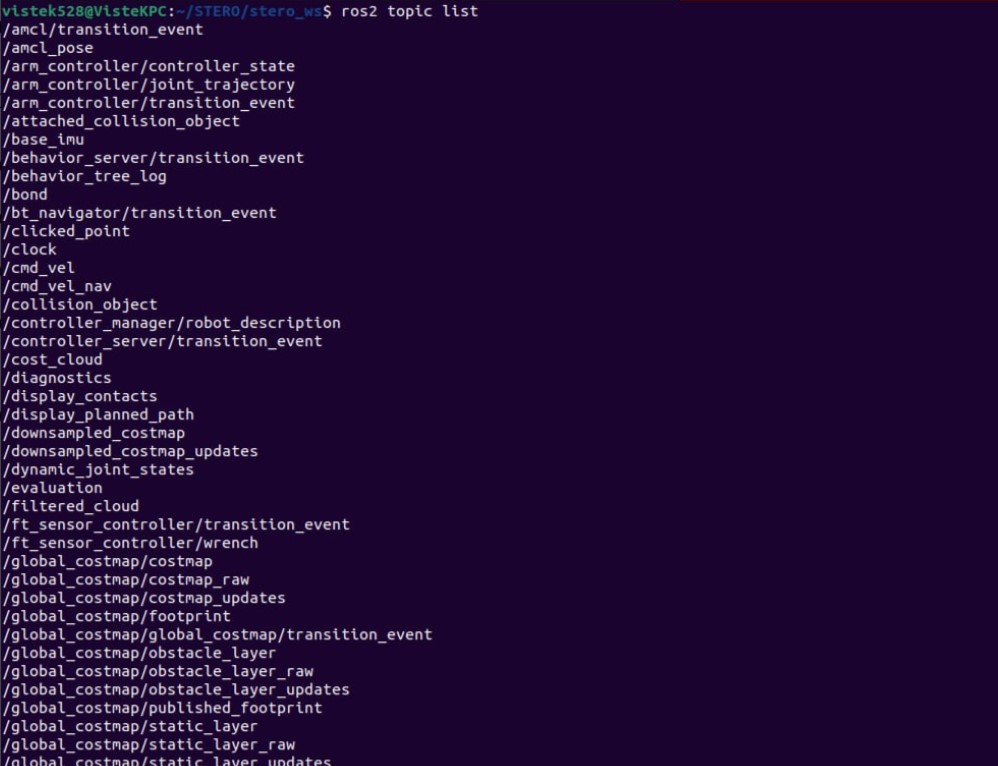 vistek528@VisteKPC:~/STERO/stero_ws$ ros2 topic list
/amcl/transition_event
/amcl_pose
/arm_controller/controller_state
/arm_controller/joint_trajectory
/arm_controller/transition_event
/attached_collision_object
/base_imu
/behavior_server/transition_event
/behavior_tree_log
/bond
/bt_navigator/transition_event
/clicked_point
/clock
/cmd_vel
/cmd_vel_nav
/collision_object
/controller_manager/robot_description
/controller_server/transition_event
/cost_cloud
/diagnostics
/display_contacts
/display_planned_path
/downsampled_costmap
/downsampled_costmap_updates
/dynamic_joint_states
/evaluation
/filtered_cloud
/ft_sensor_controller/transition_event
/ft_sensor_controller/wrench
/global_costmap/costmap
/global_costmap/costmap_raw
/global_costmap/costmap_updates
/global_costmap/footprint
/global_costmap/global_costmap/transition_event
/global_costmap/obstacle_layer
/global_costmap/obstacle_layer_raw
/global_costmap/obstacle_layer_updates
/global_costmap/published_footprint
/global_costmap/static_layer
/global_costmap/static_layer_raw
/global_costmap/static_layer_updates